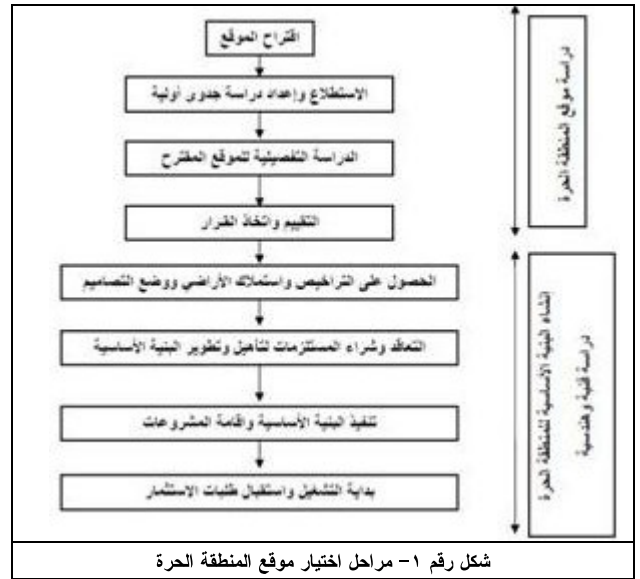 اقتراح الموقع
الاستطلاع وإعداد دراسة جدوى أولية
الدراسة التفصيلية للموقع المقترح
التقييم واتخاذ القرار
الحصول على التراخيص واستملاك الأراضي ووضع التصاميم
التعاقد وشراء المستلزمات لتأهيل وتطوير البنية الأساسية
تنفيذ البنية الأساسية واقامة المشروعات
بداية التشغيل واستقبال طلبات الاستثمار
دراسة موقع المنطقة الحرة
إنشاء البنية الأساسية للمنطقة الحرة
دراسة فنية وهندسية
شكل رقم ١- مراحل اختيار موقع المنطقة الحرة